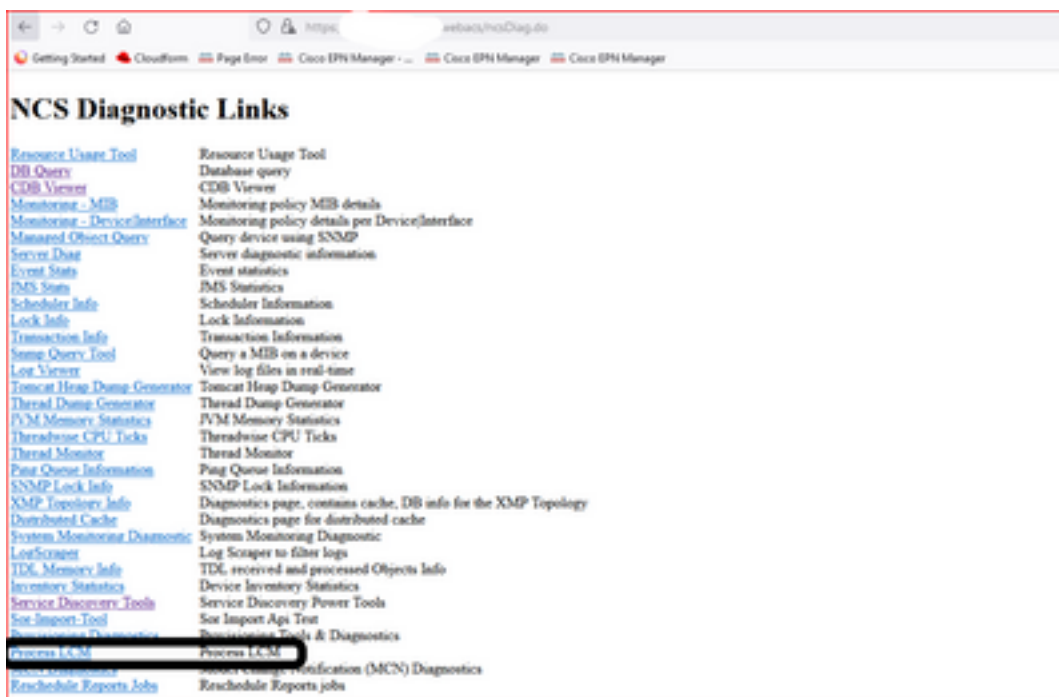 https:
webacs/ncsDiag.do
Getting Started Cloudform Page Error Cisco EPN Manager - ... Cisco EPN Manager Cisco EPN Manager
NCS Diagnostic Links
Resource Usage Tool Resource Usage Tool
DB Query Database query
CDB Viewer CDB Viewer
Monitoring - MIB Monitoring policy MIB details
Monitoring - Device|Interface Monitoring policy details per Device|Interface
Managed Object Query Query device using SNMP
Server Diag Server diagnostic information
Event Stats Event statistics
JMS Stats JMS Statistics
Scheduler Info Scheduler Information
Lock Info Lock Information
Transaction Info Transaction Information
Snmp Query Tool Query a MIB on a device
Log Viewer View log files in real-time
Tomcat Heap Dump Generator Tomcat Heap Dump Generator
Thread Dump Generator Thread Dump Generator
JVM Memory Statistics JVM Memory Statistics
Threadwise CPU Ticks Threadwise CPU Ticks
Thread Monitor Thread Monitor
Ping Queue Information Ping Queue Information
SNMP Lock Info SNMP Lock Information
XMP Topology Info Diagnostics page, contains cache, DB info for the XMP Topology
Distributed Cache Diagnostics page for distributed cache
System Monitoring Diagnostic System Monitoring Diagnostic
LogScraper Log Scraper to filter logs
TDL Memory Info TDL received and processed Objects Info
Inventory Statistics Device Inventory Statistics
Service Discovery Tools Service Discovery Power Tools
Sor-Import-Tool Sor Import Api Test
Provisioning Diagnostics Provisioning Tools & Diagnostics
Process LCM Process LCM
MCN Diagnostics Model Change Notification (MCN) Diagnostics
Reschedule Reports Jobs Reschedule Reports jobs